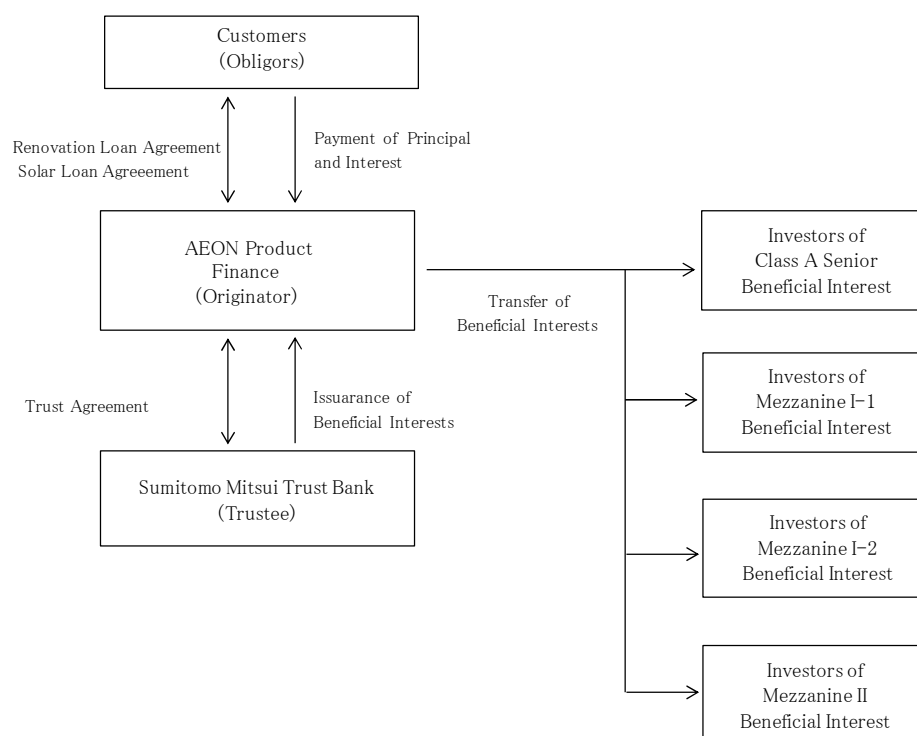 Customers
(Obligors)
Renovation Loan Agreement
Solar Loan Agreeement
Payment of Principal
and Interest
AEON Product
Finance
(Originator)
Transfer of
Beneficial Interests
Trust Agreement
Issuarance of
Beneficial Interests
Sumitomo Mitsui Trust Bank
(Trustee)
Investors of
Class A Senior
Beneficial Interest
Investors of
Mezzanine I-1
Beneficial Interest
Investors of
Mezzanine I-2
Beneficial Interest
Investors of
Mezzanine II
Beneficial Interest